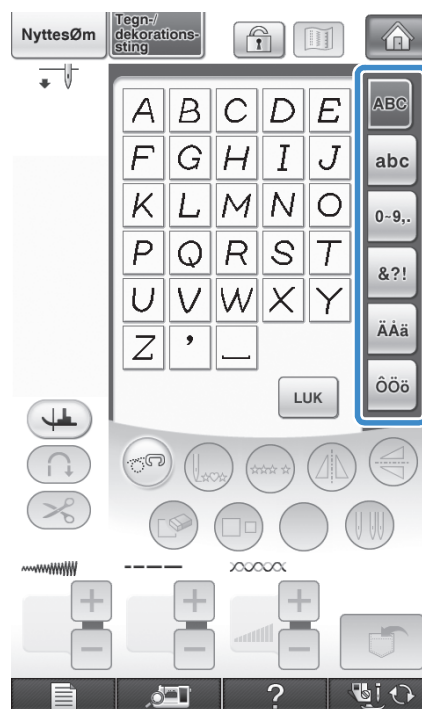 NyttesØm
Tegn-/
dekorations-
sting
A B C D E
F G H I J
K L M N O
P Q R S T
U V W X Y
Z ' _
LUK
ABC
abc
0~9,.
&?!
ÄÅä
ÔÖö
?